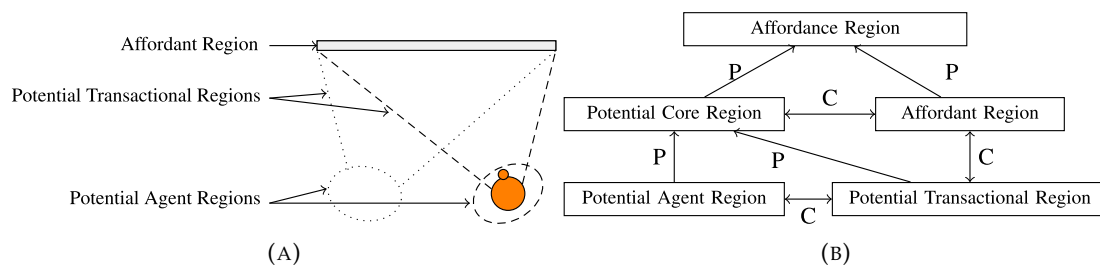 Affordant Region
Potential Transactional Regions
Potential Agent Regions
(A)
Affordance Region
P
P
Potential Core Region
C
Affordant Region
P
P
C
Potential Agent Region
C
Potential Transactional Region
(B)